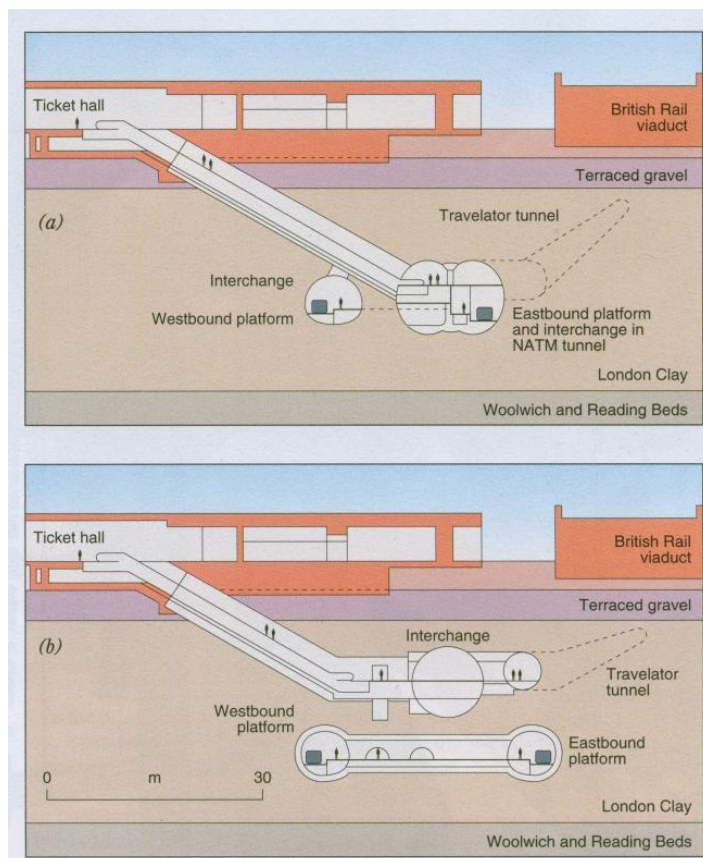 Ticket hall
British Rail
viaduct
Terraced gravel
(a)
Travelator tunnel
Interchange
Westbound platform
Eastbound platform
and interchange in
NATM tunnel
London Clay
Woolwich and Reading Beds
Ticket hall
British Rail
viaduct
Terraced gravel
(b)
Interchange
Travelator
tunnel
Westbound
platform
Eastbound
platform
0 m 30
London Clay
Woolwich and Reading Beds